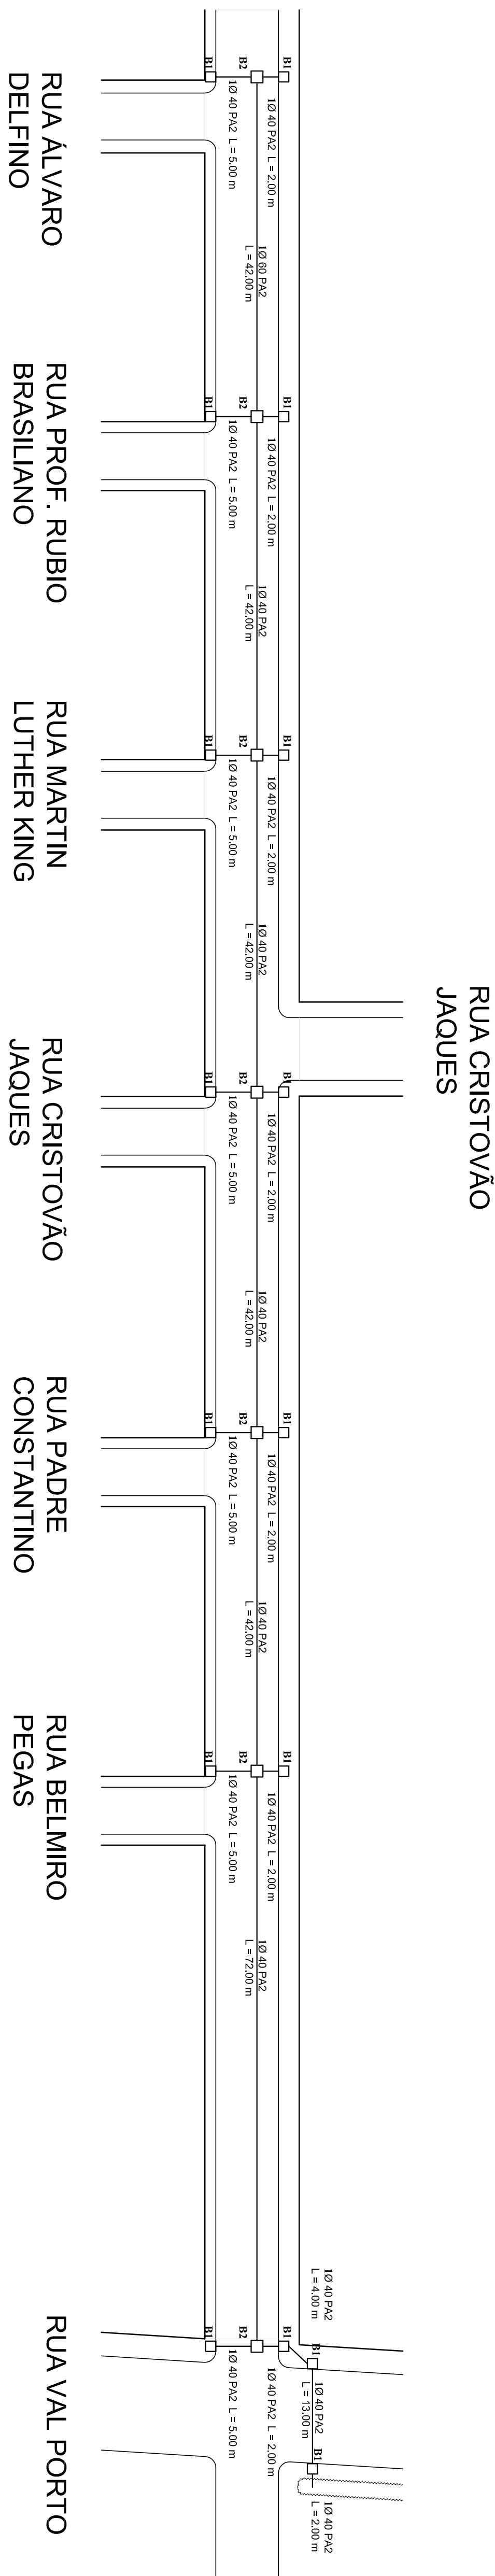 RUA CRISTOVÃO
JAQUES
B1
B2
B1
1Ø 40 PA2 L = 2,00 m
1Ø 40 PA2 L = 5,00 m
1Ø 60 PA2
L = 42,00 m
RUA ÁLVARO
DELFINO
B1
B2
B1
1Ø 40 PA2 L = 2,00 m
1Ø 40 PA2 L = 5,00 m
1Ø 40 PA2
L = 42,00 m
RUA PROF. RUBIO
BRASILIANO
B1
B2
B1
1Ø 40 PA2 L = 2,00 m
1Ø 40 PA2 L = 5,00 m
1Ø 40 PA2
L = 42,00 m
RUA MARTIN
LUTHER KING
B1
B2
B1
1Ø 40 PA2 L = 2,00 m
1Ø 40 PA2 L = 5,00 m
1Ø 40 PA2
L = 42,00 m
RUA CRISTOVÃO
JAQUES
B1
B2
B1
1Ø 40 PA2 L = 2,00 m
1Ø 40 PA2 L = 5,00 m
1Ø 40 PA2
L = 42,00 m
RUA PADRE
CONSTANTINO
B1
B2
B1
1Ø 40 PA2 L = 2,00 m
1Ø 40 PA2 L = 5,00 m
1Ø 40 PA2
L = 72,00 m
RUA BELMIRO
PEGAS
1Ø 40 PA2
L = 4,00 m
B1
B1
B2
B1
1Ø 40 PA2
L = 13,00 m
B1
1Ø 40 PA2
L = 2,00 m
1Ø 40 PA2 L = 2,00 m
1Ø 40 PA2 L = 5,00 m
RUA VAL PORTO